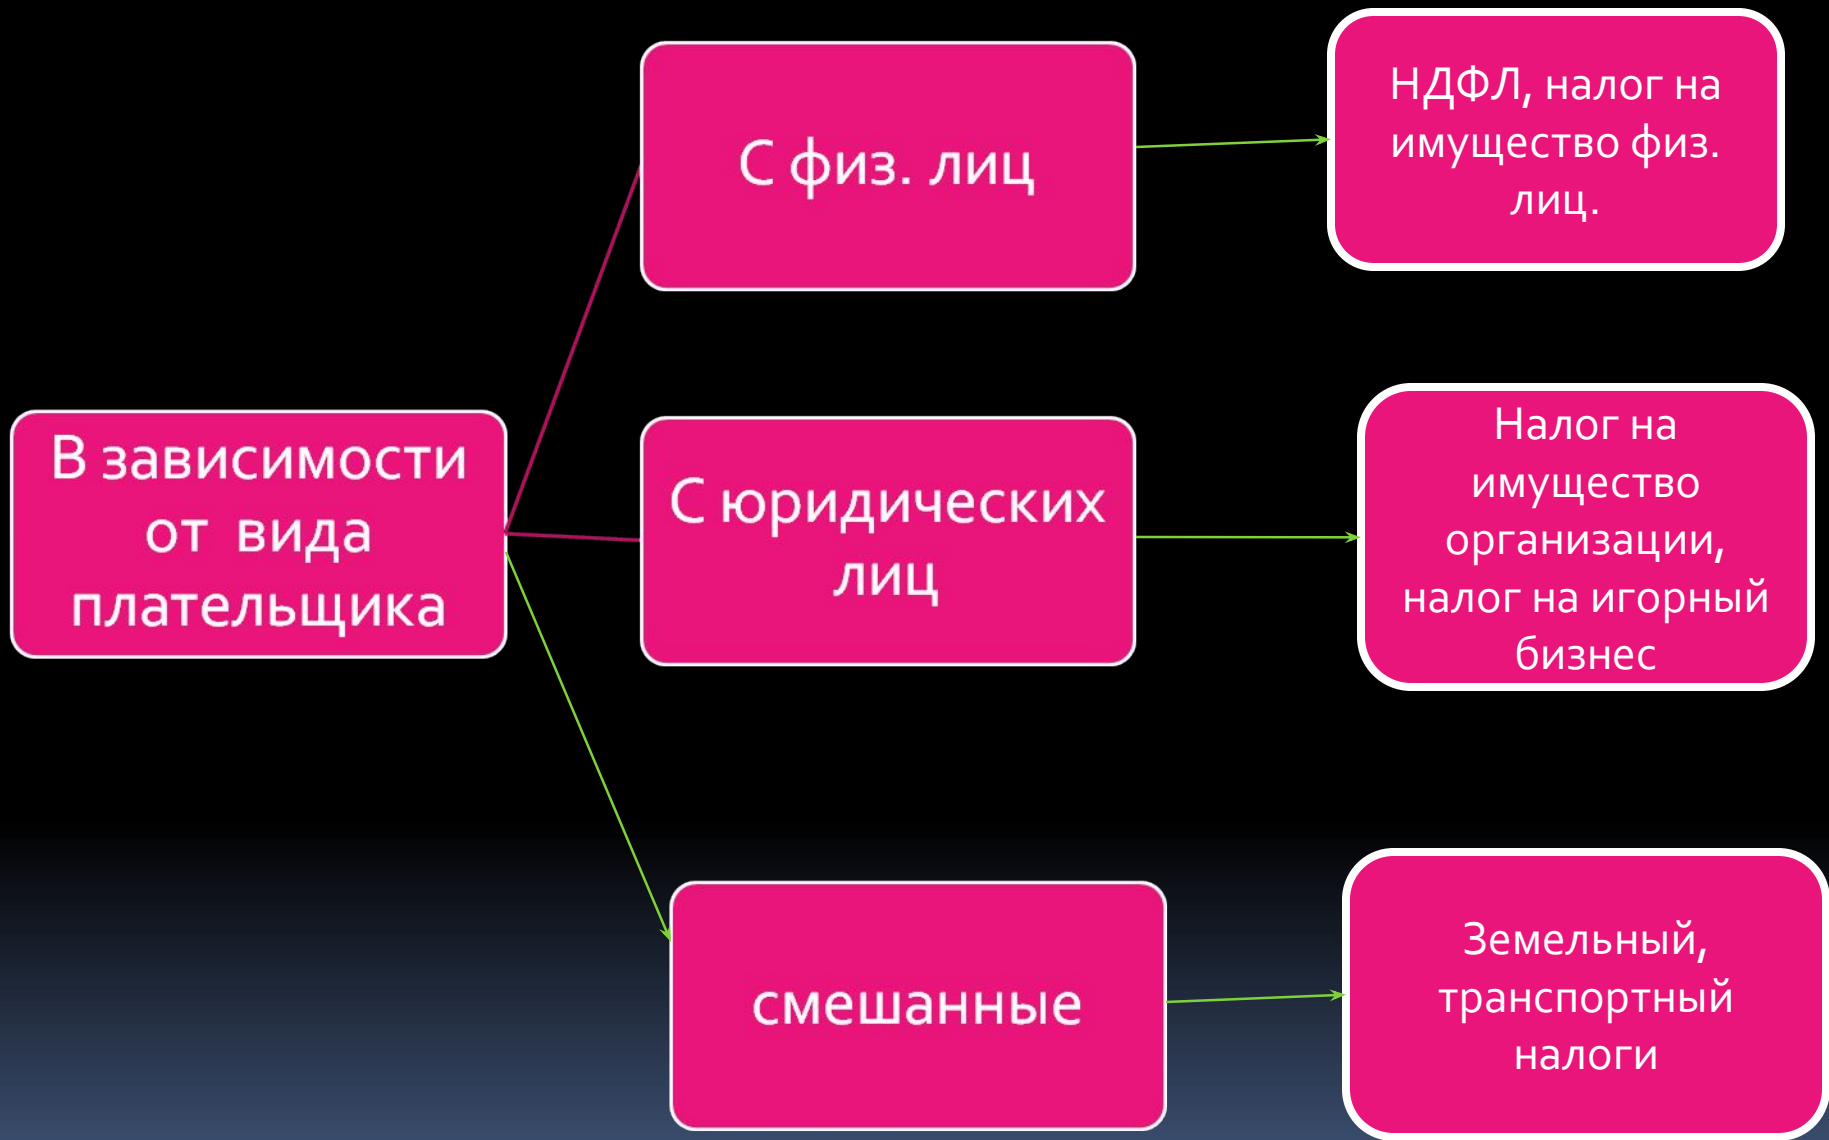 С физ. лиц
НДФЛ, налог на
имущество физ.
лиц.
В зависимости
от вида
плательщика
С юридических
лиц
Налог на
имущество
организации,
налог на игорный
бизнес
смешанные
Земельный,
транспортный
налоги